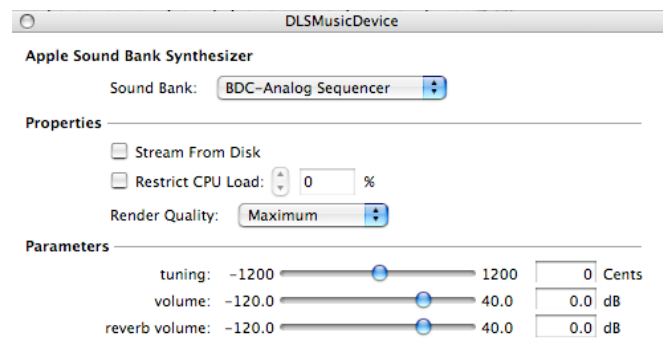 DLSMusicDevice
Apple Sound Bank Synthesizer
Sound Bank: BDC-Analog Sequencer
Properties
Stream From Disk
Restrict CPU Load: 0 %
Render Quality: Maximum
Parameters
tuning: -1200 1200 0 Cents
volume: -120.0 40.0 0.0 dB
reverb volume: -120.0 40.0 0.0 dB